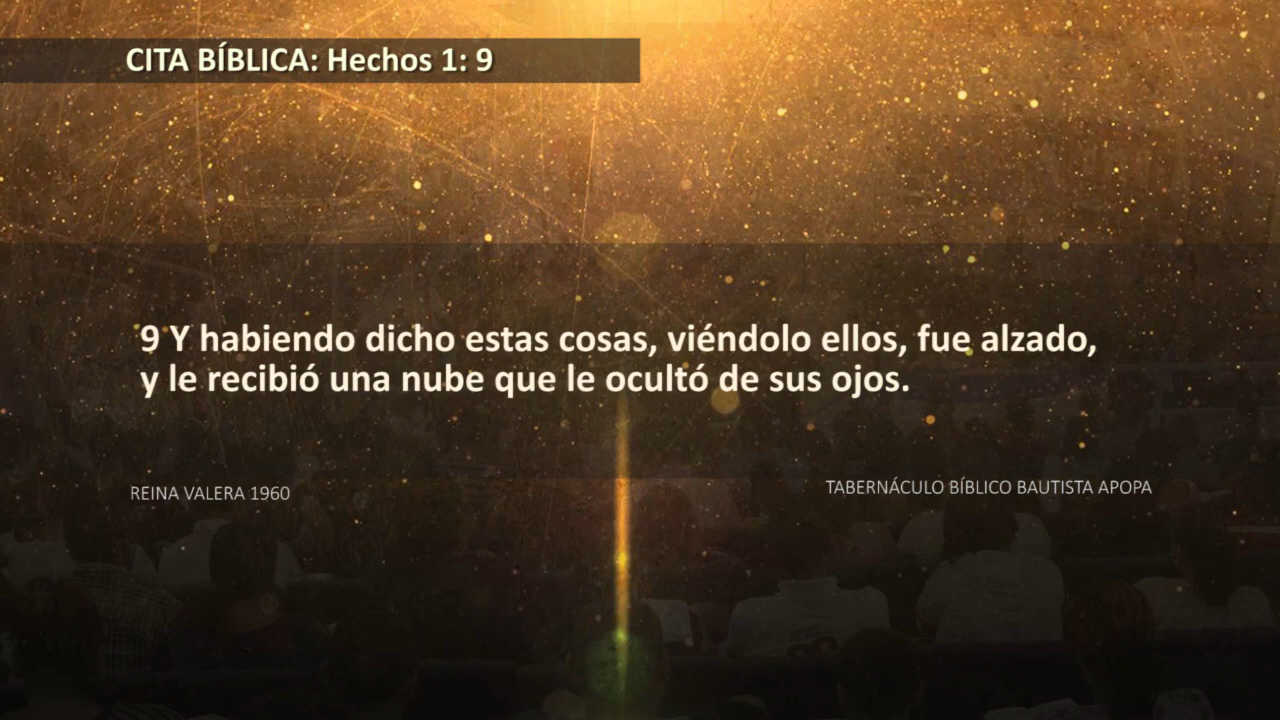 CITA BÍBLICA: Hechos 1: 9
9 Y habiendo dicho estas cosas, viéndolo ellos, fue alzado,
y le recibió una nube que le ocultó de sus ojos.
REINA VALERA 1960
TABERNÁCULO BÍBLICO BAUTISTA APOPA